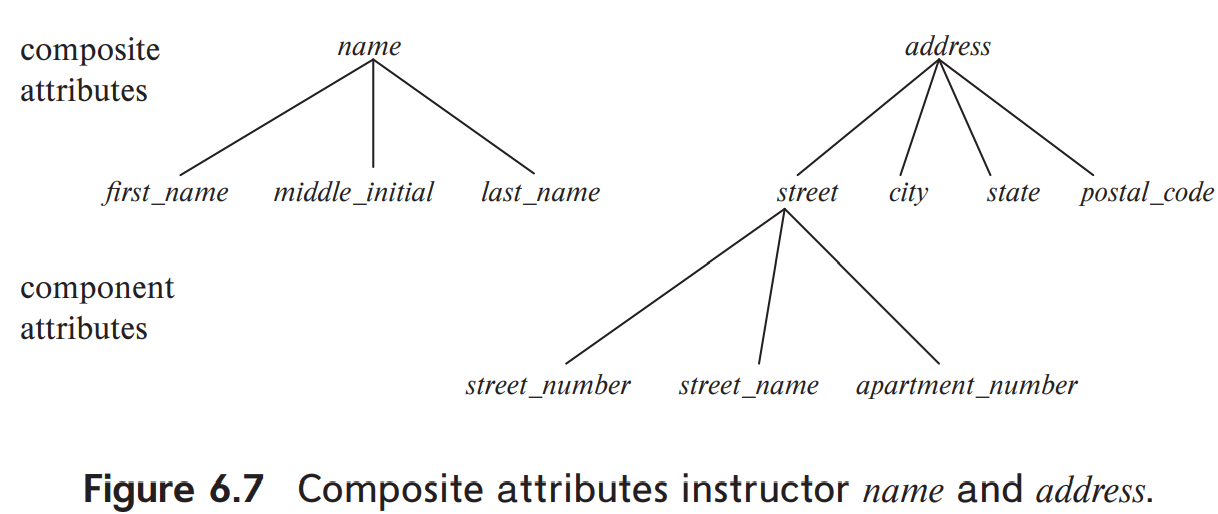 composite attributes
name
address
first_name middle_initial last_name
street city state postal_code
component attributes
street_number street_name apartment_number
Figure 6.7 Composite attributes instructor name and address.